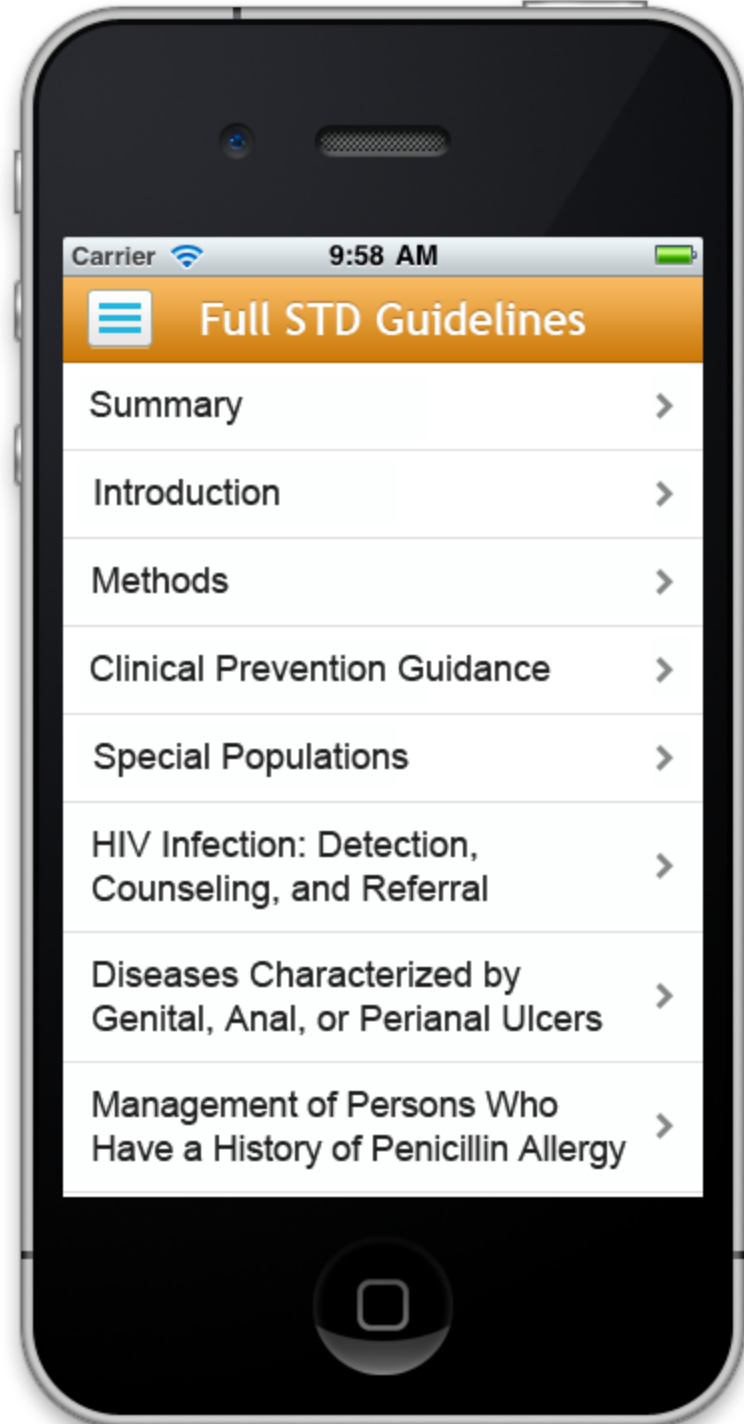 Carrier 9:58 AM
Full STD Guidelines
Summary
Introduction
Methods
Clinical Prevention Guidance
Special Populations
HIV Infection: Detection,
Counseling, and Referral
Diseases Characterized by
Genital, Anal, or Perianal Ulcers
Management of Persons Who
Have a History of Penicillin Allergy